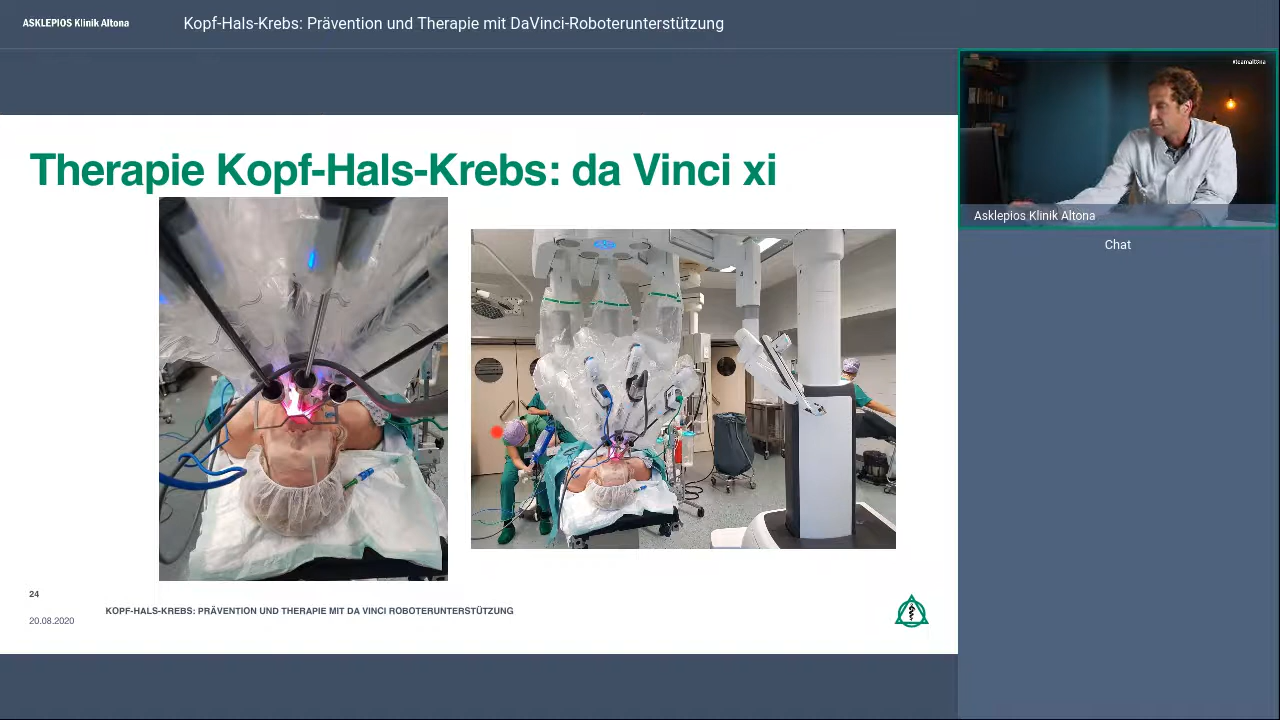 ASKLEPIOS Klinik Altona
Kopf-Hals-Krebs: Prävention und Therapie mit DaVinci-Roboterunterstützung
#teamaltona
Asklepios Klinik Altona
Chat
Therapie Kopf-Hals-Krebs: da Vinci xi
24
KOPF-HALS-KREBS: PRÄVENTION UND THERAPIE MIT DA VINCI ROBOTERUNTERSTÜTZUNG
20.08.2020